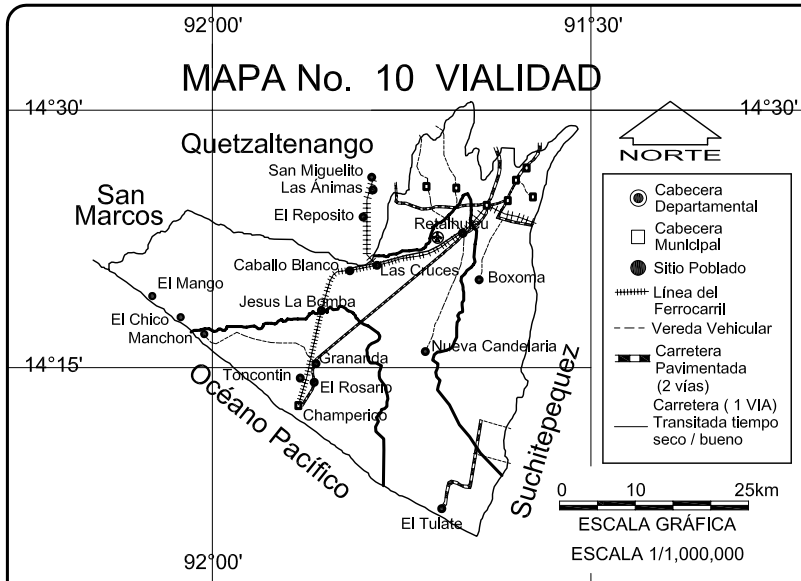 92°00'
91°30'
MAPA No. 10 VIALIDAD
14°30'
14°30'
Quetzaltenango
NORTE
San Miguelito
Las Ánimas
San
Marcos
El Reposito
Retalhuleu
Caballo Blanco
Las Cruces
Boxoma
El Mango
Jesus La Bomba
El Chico
Manchon
Nueva Candelaria
14°15'
Grananda
Toncontin
El Rosario
Champerico
Océano Pacífico
Suchitepequez
El Tulate
Cabecera
Departamental
Cabecera
Municipal
Sitio Poblado
Línea del
Ferrocarril
Vereda Vehicular
Carretera
Pavimentada
(2 vías)
Carretera ( 1 VIA)
Transitada tiempo
seco / bueno
0 10 25km
ESCALA GRÁFICA
ESCALA 1/1,000,000
92°00'
91°30'